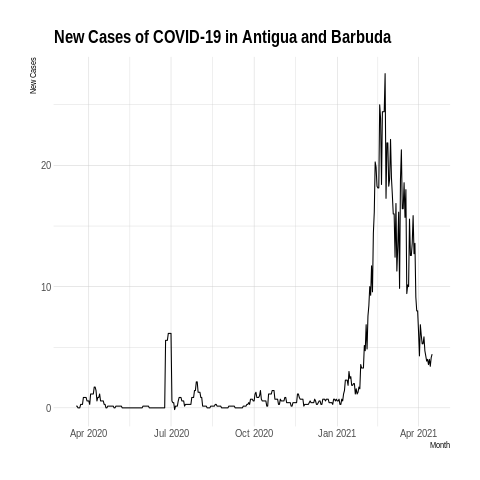 New Cases of COVID-19 in Antigua and Barbuda
New Cases
20
10
0
Apr 2020 Jul 2020 Oct 2020 Jan 2021 Apr 2021
Month